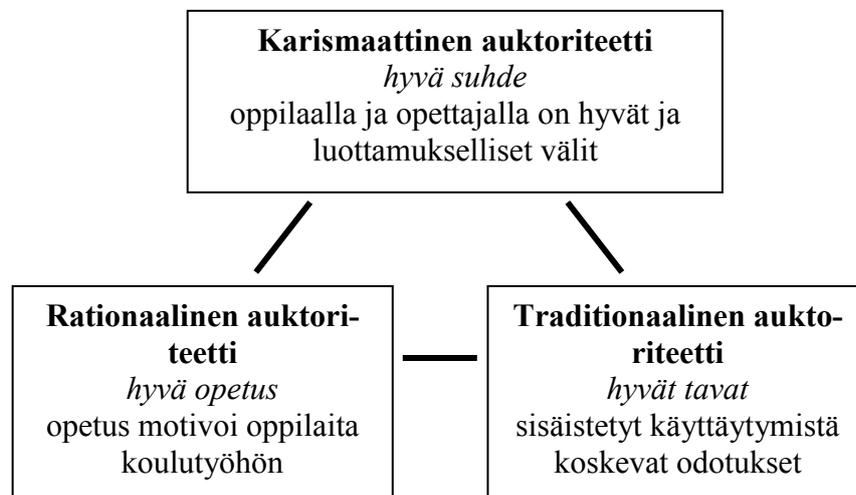 Karismaattinen auktoriteetti
hyvä suhde
oppilaalla ja opettajalla on hyvät ja
luottamukselliset välit
Rationaalinen auktori-
teetti
hyvä opetus
opetus motivoi oppilaita
koulutyöhön
Traditionaalinen aukto-
riteetti
hyvät tavat
sisäistetyt käyttäytymistä
koskevat odotukset